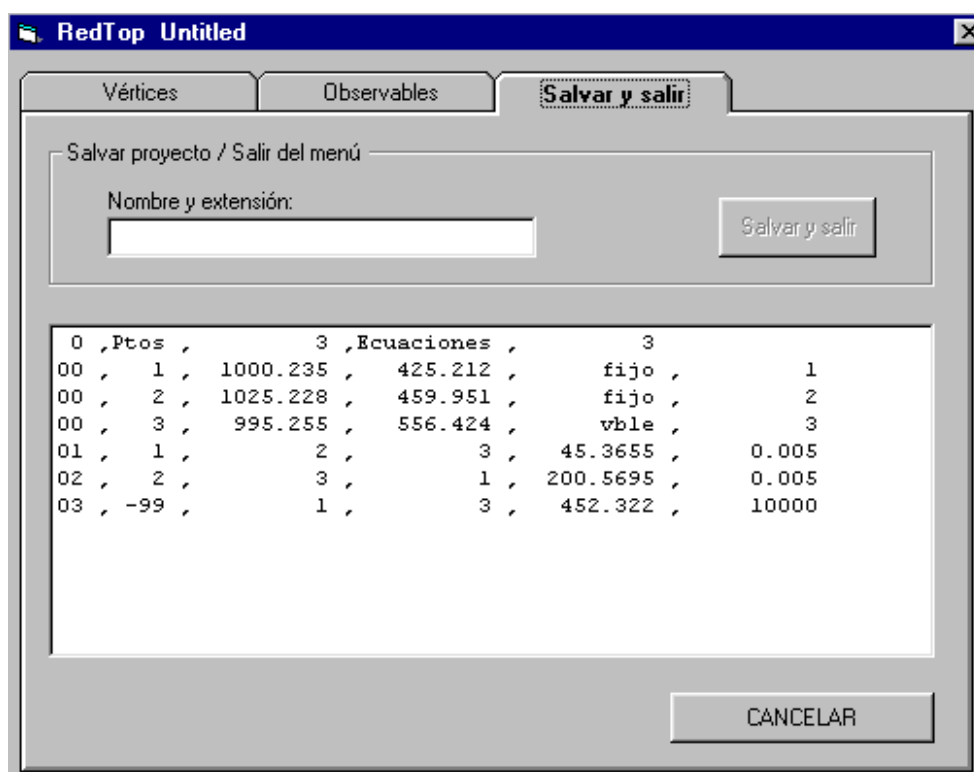 RedTop Untitled
Vértices Observables Salvar y salir
Salvar proyecto / Salir del menú
Nombre y extensión:
Salvar y salir
0 ,Ptos , 3 ,Ecuaciones , 3
00 , 1 , 1000.235 , 425.212 , fijo , 1
00 , 2 , 1025.228 , 459.951 , fijo , 2
00 , 3 , 995.255 , 556.424 , vble , 3
01 , 1 , 2 , 3 , 45.3655 , 0.005
02 , 2 , 3 , 1 , 200.5695 , 0.005
03 , -99 , 1 , 3 , 452.322 , 10000
CANCELAR